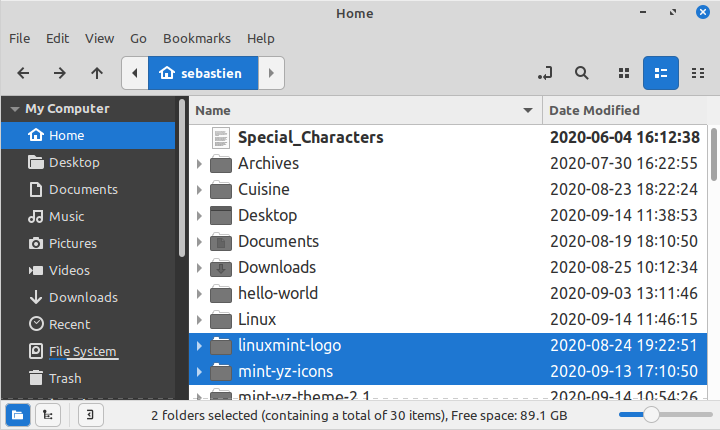 Home
File Edit View Go Bookmarks Help
sebastien
My Computer
Home
Desktop
Documents
Music
Pictures
Videos
Downloads
Recent
File System
Trash
Name Date Modified
Special_Characters 2020-06-04 16:12:38
Archives 2020-07-30 16:22:55
Cuisine 2020-08-23 18:22:24
Desktop 2020-09-14 11:38:53
Documents 2020-08-19 18:10:50
Downloads 2020-08-25 10:12:34
hello-world 2020-09-03 13:11:46
Linux 2020-09-14 11:46:15
linuxmint-logo 2020-08-24 19:22:51
mint-yz-icons 2020-09-13 17:10:50
mint-yz-theme-2.1 2020-09-14 10:54:26
2 folders selected (containing a total of 30 items), Free space: 89.1 GB